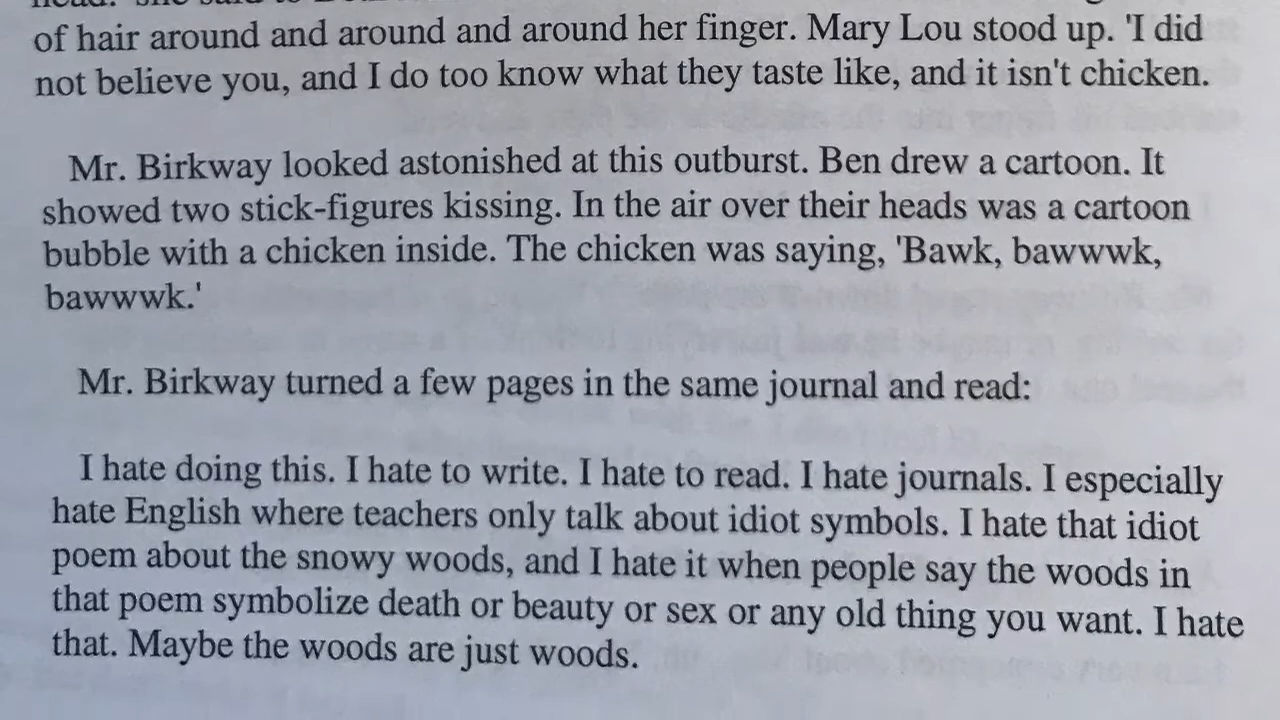 of hair around and around and around her finger. Mary Lou stood up. 'I did
not believe you, and I do too know what they taste like, and it isn't chicken.
Mr. Birkway looked astonished at this outburst. Ben drew a cartoon. It
showed two stick-figures kissing. In the air over their heads was a cartoon
bubble with a chicken inside. The chicken was saying, 'Bawk, bawwwk,
bawwwk.'
Mr. Birkway turned a few pages in the same journal and read:
I hate doing this. I hate to write. I hate to read. I hate journals. I especially
hate English where teachers only talk about idiot symbols. I hate that idiot
poem about the snowy woods, and I hate it when people say the woods in
that poem symbolize death or beauty or sex or any old thing you want. I hate
that. Maybe the woods are just woods.